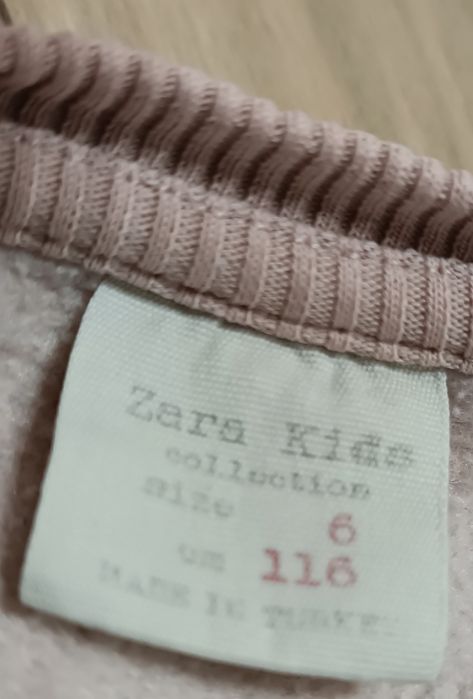 Zara Kids
collection
size 6
cm 116
MADE IN TURKEY